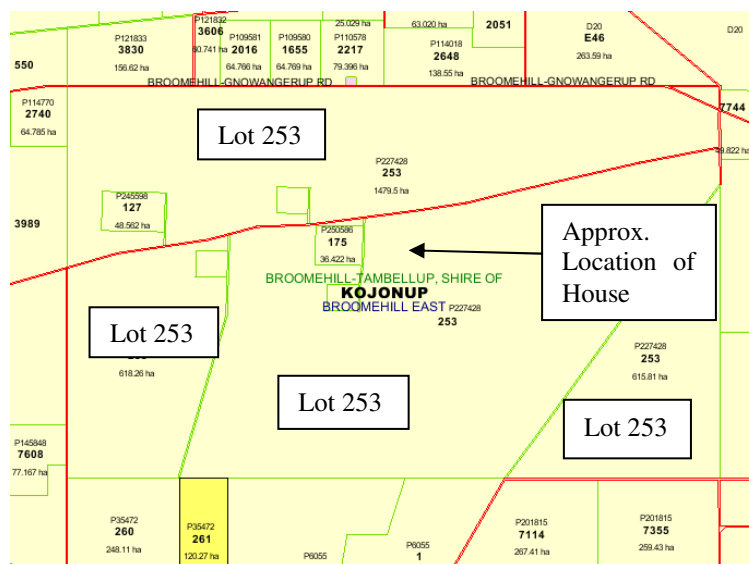 P121832
3606
60.741 ha
25.029 ha
63.020 ha
2051
D20
E46
263.59 ha
D20
P121833
3830
156.62 ha
P109581
2016
64.766 ha
P109580
1655
64.769 ha
P110578
2217
79.396 ha
P114018
2648
138.55 ha
550
BROOMEHILL-GNOWANGERUP RD
BROOMEHILL-GNOWANGERUP RD
P114770
2740
64.785 ha
7744
49.822 ha
Lot 253
P227428
253
1479.5 ha
P245598
127
48.562 ha
3989
P250586
175
36.422 ha
Approx.
Location of
House
BROOMEHILL-TAMBELLUP, SHIRE OF
KOJONUP
BROOMEHILL EAST
P227428
253
Lot 253
618.26 ha
P227428
253
615.81 ha
Lot 253
Lot 253
P145848
7608
77.167 ha
P35472
260
248.11 ha
P35472
261
120.27 ha
P6055
P6055
1
P201815
7114
267.41 ha
P201815
7355
259.43 ha